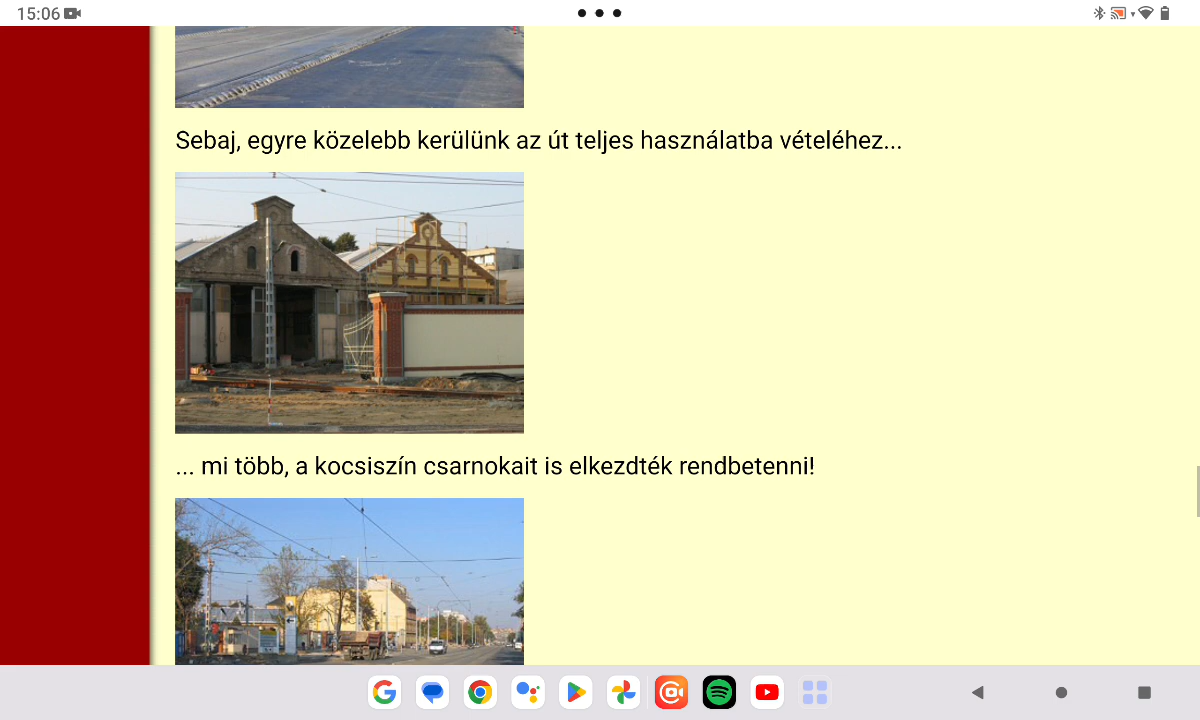 15:06
Sebaj, egyre közelebb kerülünk az út teljes használatba vételéhez...
... mi több, a kocsiszín csarnokait is elkezdték rendbetenni!